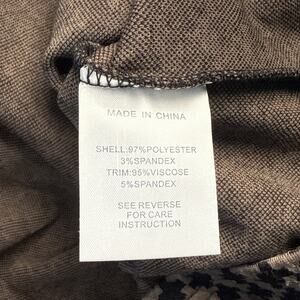 MADE IN CHINA
SHELL:97%POLYESTER
3%SPANDEX
TRIM:95%VISCOSE
5%SPANDEX
SEE REVERSE
FOR CARE
INSTRUCTION